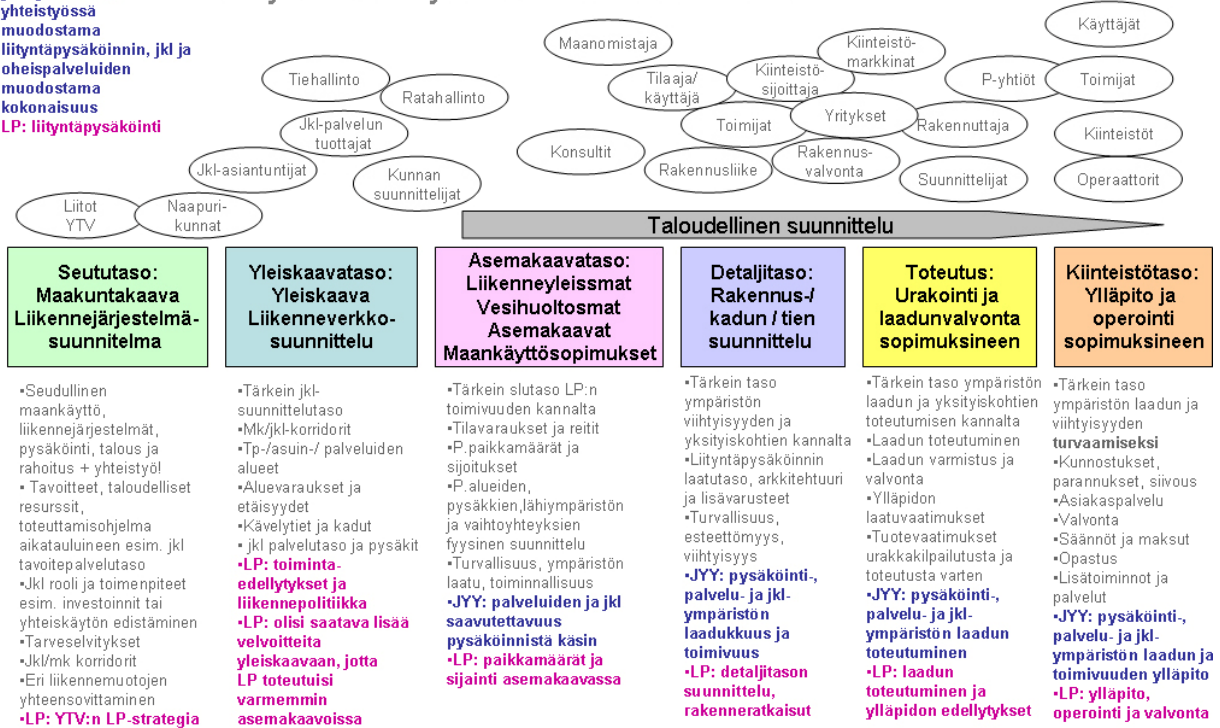 yhteistyössä
muodostama
liityntäpysäköinnin, jkl ja
oheispalveluiden
muodostama
kokonaisuus
LP: liityntäpysäköinti
Tiehallinto
Ratahallinto
Jkl-palvelun
tuottajat
Jkl-asiantuntijat
Kunnan
suunnittelijat
Liitot
YTV
Naapuri-
kunnat
Maanomistaja
Tilaaja/
käyttäjä
Kiinteistö-
sijoittaja
Kiinteistö-
markkinat
Toimijat
Yritykset
Konsultit
Rakennusliike
Rakennus-
valvonta
P-yhtiöt
Rakennuttaja
Suunnittelijat
Käyttäjät
Toimijat
Kiinteistöt
Operaattorit
Taloudellinen suunnittelu
Seututaso:
Maakuntakaava
Liikennejärjestelmä-
suunnitelma
▪Seudullinen
maankäyttö,
liikennejärjestelmät,
pysäköinti, talous ja
rahoitus + yhteistyö!
▪ Tavoitteet, taloudelliset
resurssit,
toteuttamisohjelma
aikatauluineen esim. jkl
tavoitepalvelutaso
▪Jkl rooli ja toimenpiteet
esim. investoinnit tai
yhteiskäytön edistäminen
▪Tarveselvitykset
▪Jkl/mk korridorit
▪Eri liikennemuotojen
yhteensovittaminen
▪LP: YTV:n LP-strategia
Yleiskaavataso:
Yleiskaava
Liikenneverkko-
suunnittelu
▪Tärkein jkl-
suunnittelutaso
▪Mk/jkl-korridorit
▪Tp-/asuin-/ palveluiden
alueet
▪Aluevaraukset ja
etäisyydet
▪Kävelytiet ja kadut
▪ jkl palvelutaso ja pysäkit
▪LP: toiminta-
edellytykset ja
liikennepolitiikka
▪LP: olisi saatava lisää
velvoitteita
yleiskaavaan, jotta
LP toteutuisi
varmemmin
asemakaavoissa
Asemakaavataso:
Liikenneyleissmat
Vesihuoltosmat
Asemakaavat
Maankäyttösopimukset
▪Tärkein slutaso LP:n
toimivuuden kannalta
▪Tilavaraukset ja reitit
▪P.paikkamäärät ja
sijoitukset
▪P.alueiden,
pysäkkien,lähiympäristön
ja vaihtoyhteyksien
fyysinen suunnittelu
▪Turvallisuus, ympäristön
laatu, toiminnallisuus
▪JYY: palveluiden ja jkl
saavutettavuus
pysäköinnistä käsin
▪LP: paikkamäärät ja
sijainti asemakaavassa
Detaljitaso:
Rakennus-/
kadun / tien
suunnittelu
▪Tärkein taso
ympäristön
viihtyisyyden ja
yksityiskohtien kannalta
▪Liityntäpysäköinnin
laatutaso, arkkitehtuuri
ja lisävarusteet
▪Turvallisuus,
esteettömyys,
viihtyisyys
▪JYY: pysäköinti-,
palvelu- ja jkl-
ympäristön
laadukkuus ja
toimivuus
▪LP: detaljitason
suunnittelu,
rakenneratkaisut
Toteutus:
Urakointi ja
laadunvalvonta
sopimuksineen
▪Tärkein taso ympäristön
laadun ja yksityiskohtien
toteutumisen kannalta
▪Laadun toteutuminen
▪Laadun varmistus ja
valvonta
▪Ylläpidon
laatuvaatimukset
▪Tuotevaatimukset
urakkakilpailutusta ja
toteutusta varten
▪JYY: pysäköinti-,
palvelu- ja jkl-
ympäristön laadun
toteutuminen
▪LP: laadun
toteutuminen ja
ylläpidon edellytykset
Kiinteistötaso:
Ylläpito ja
operointi
sopimuksineen
▪Tärkein taso
ympäristön laadun ja
viihtyisyyden
turvaamiseksi
▪Kunnostukset,
parannukset, siivous
▪Asiakaspalvelu
▪Valvonta
▪Säännöt ja maksut
▪Opastus
▪Lisätoiminnot ja
palvelut
▪JYY: pysäköinti-,
palvelu- ja jkl-
ympäristön laadun ja
toimivuuden ylläpito
▪LP: ylläpito,
operointi ja valvonta